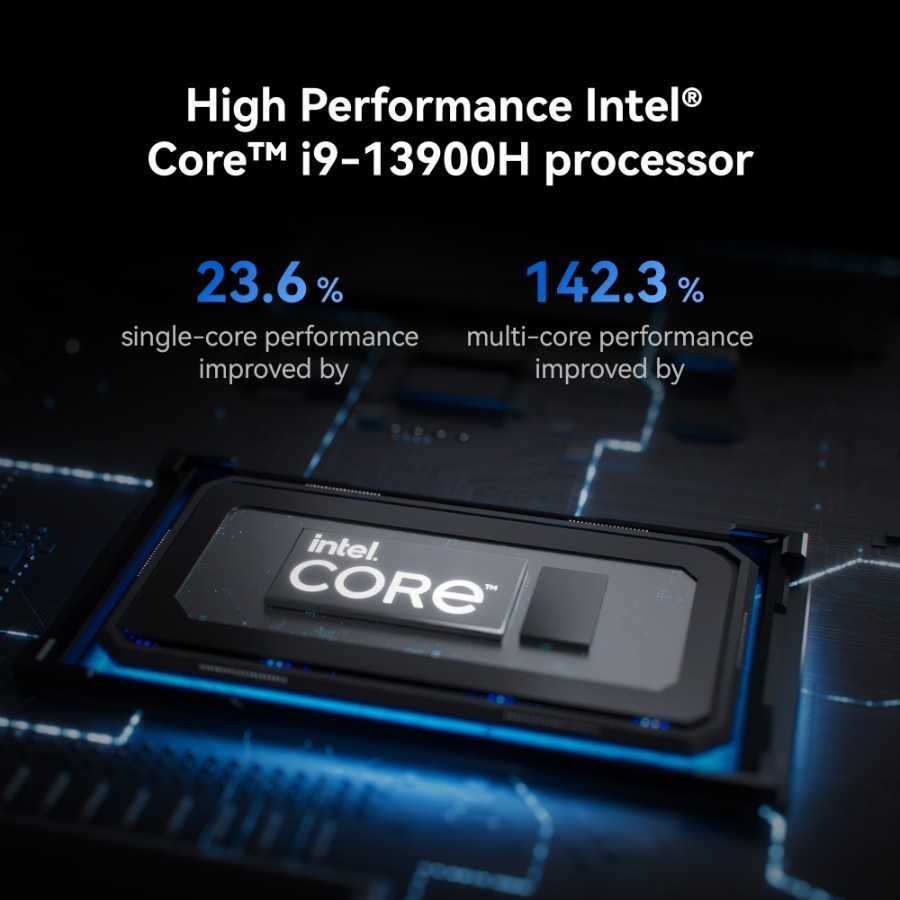 High Performance Intel®
Core™ i9-13900H processor
23.6 %
single-core performance
improved by
142.3 %
multi-core performance
improved by
intel.
CORE™